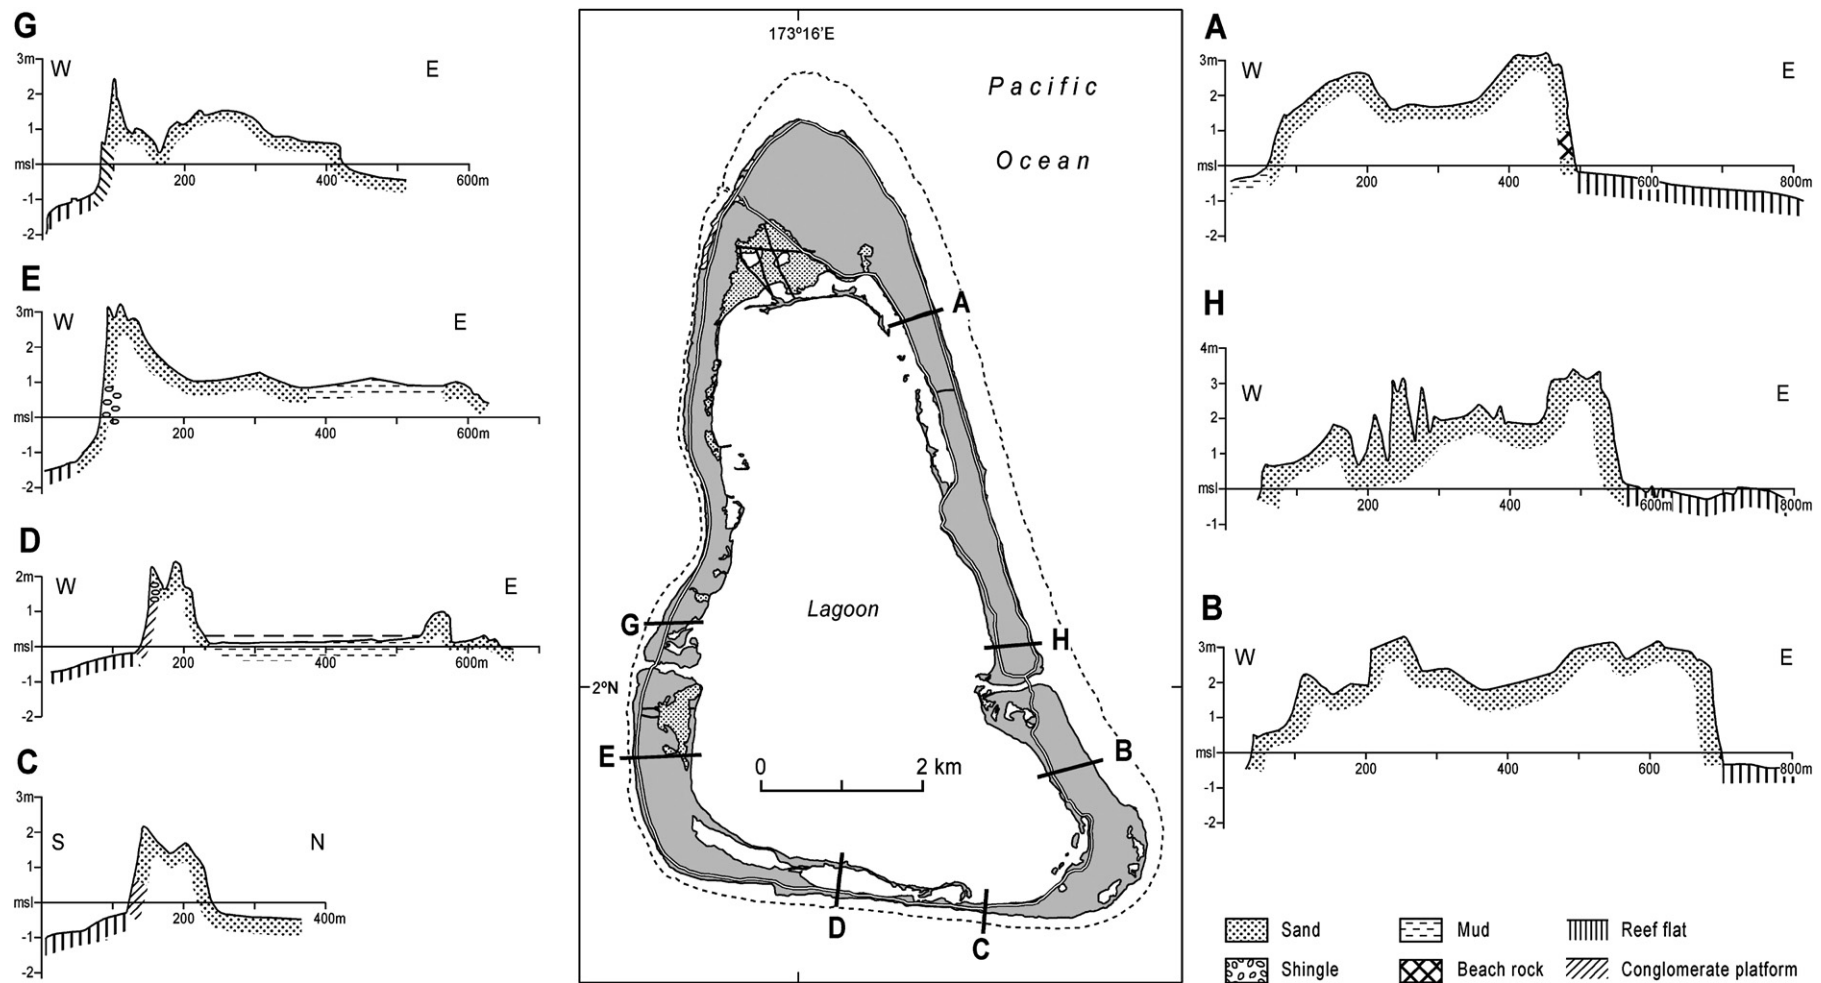 G
3m
W
E
2
1
msl
200
400
600m
-1
-2
E
3m
W
E
2
1
msl
200
400
600m
-1
-2
D
2m
W
E
1
msl
200
400
600m
-1
-2
C
3m
S
N
2
1
msl
200
400m
-1
-2
173º16'E
Pacific
Ocean
A
Lagoon
G
H
2ºN
E
B
0
2 km
D
C
A
3m
W
E
2
1
msl
200
400
600
800m
-1
-2
H
4m
3
W
E
2
1
msl
200
400
600m
800m
-1
B
3m
W
E
2
1
msl
200
400
600
800m
-1
-2
Sand
Mud
Reef flat
Shingle
Beach rock
Conglomerate platform